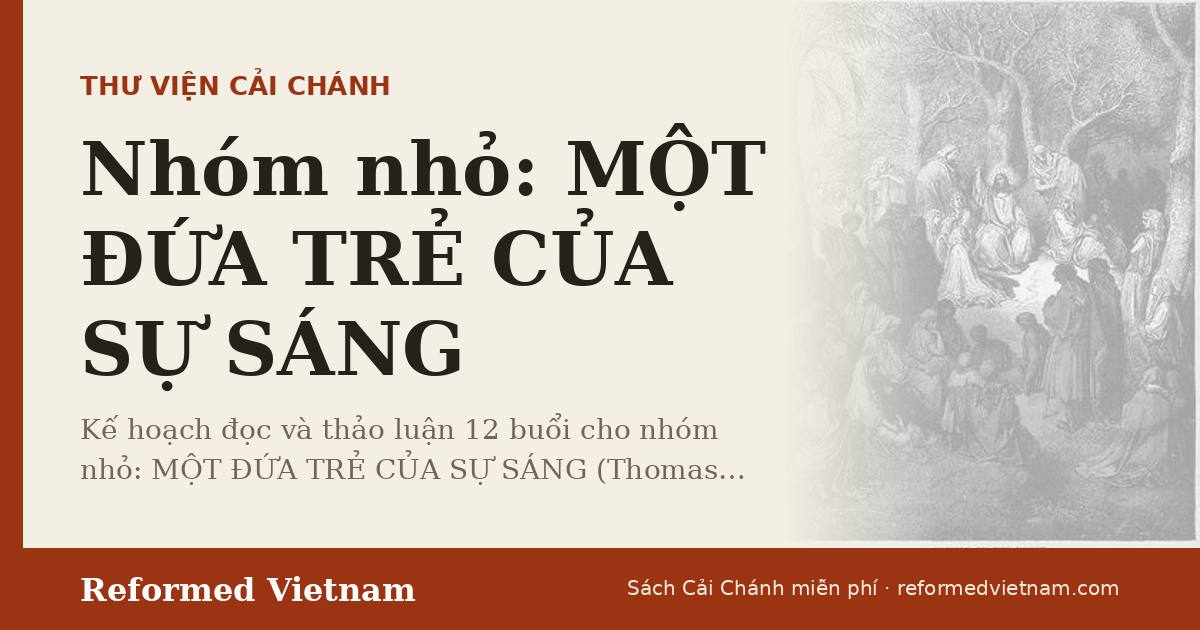 THƯ VIỆN CẢI CHÁNH
Nhóm nhỏ: MỘT
ĐỨA TRẺ CỦA
SỰ SÁNG
Kế hoạch đọc và thảo luận 12 buổi cho nhóm
nhỏ: MỘT ĐỨA TRẺ CỦA SỰ SÁNG (Thomas...
Reformed Vietnam
Sách Cải Chánh miễn phí · reformedvietnam.com